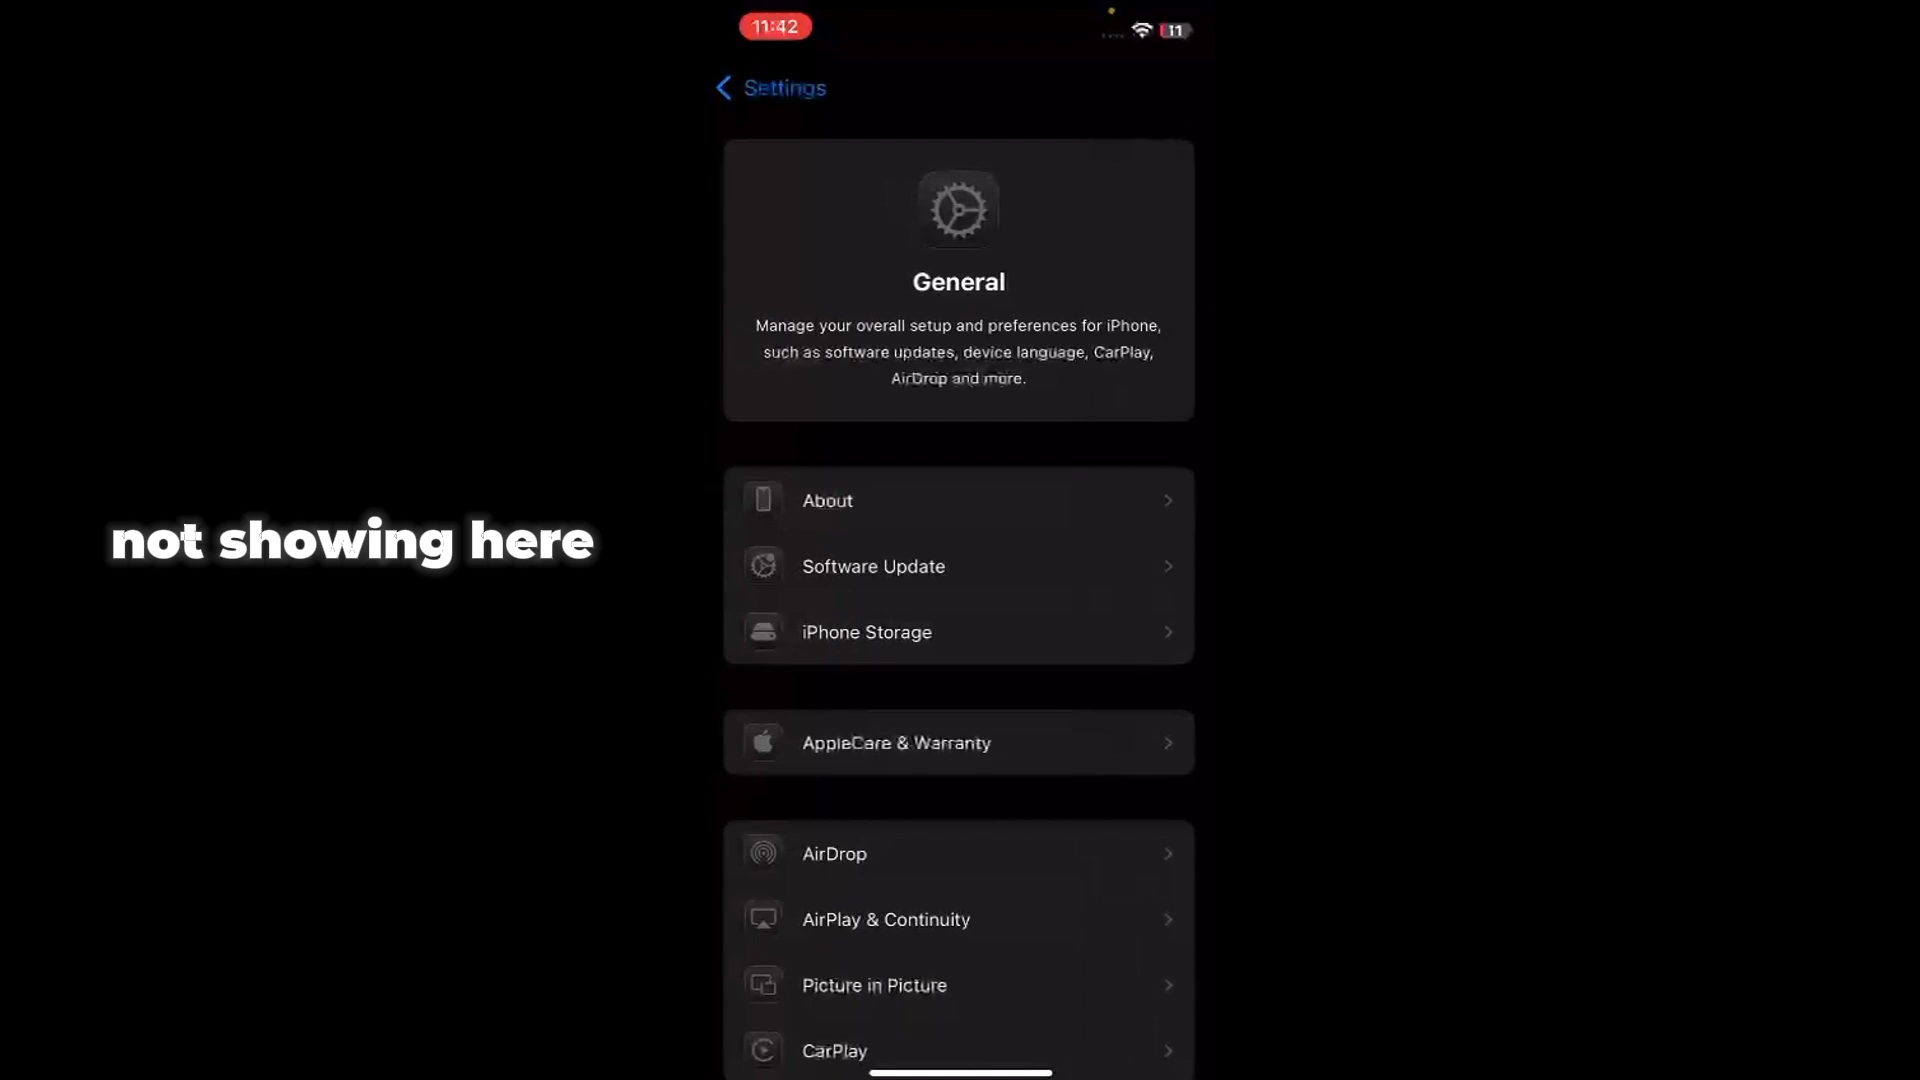 11:42
11
Settings
General
Manage your overall setup and preferences for iPhone,
such as software updates, device language, CarPlay,
AirDrop and more.
About
not showing here
Software Update
iPhone Storage
AppleCare & Warranty
AirDrop
AirPlay & Continuity
Picture in Picture
CarPlay